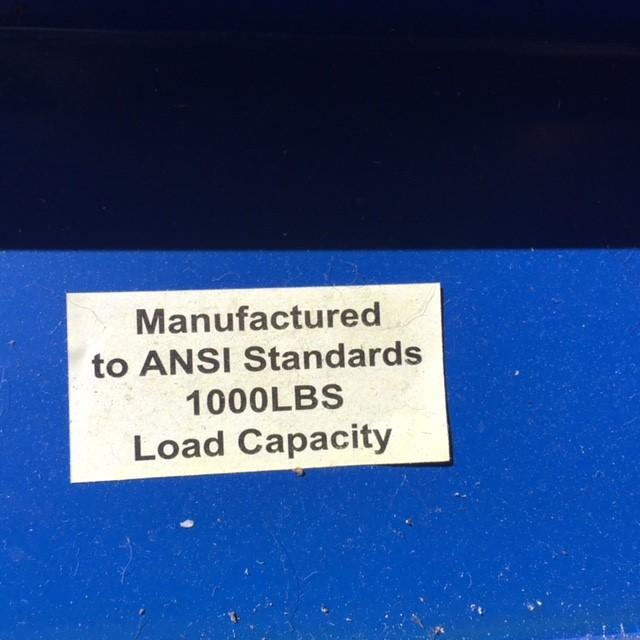 Manufactured
to ANSI Standards
1000LBS
Load Capacity